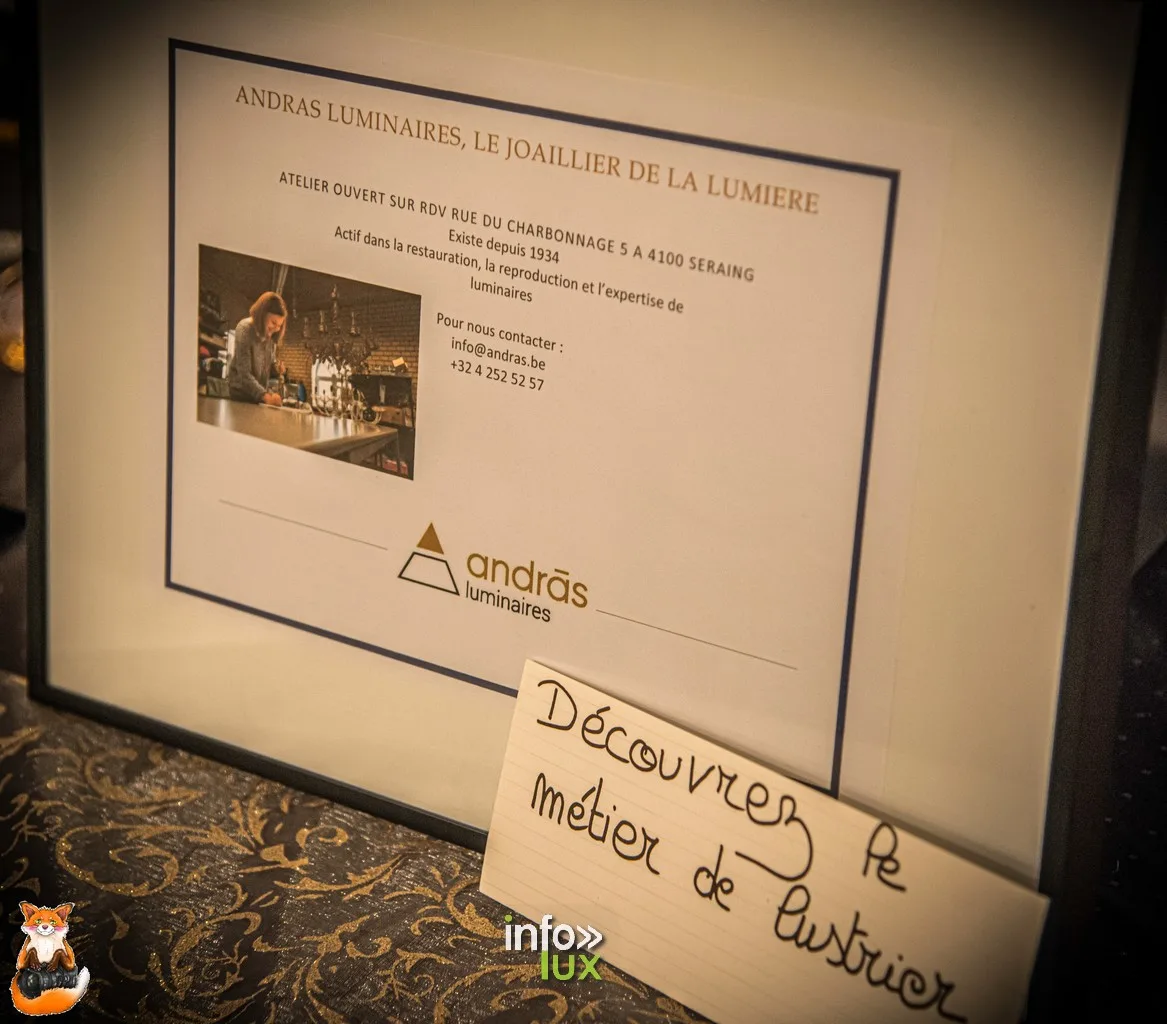 ANDRAS LUMINAIRES, LE JOAILLIER DE LA LUMIERE
ATELIER OUVERT SUR RDV RUE DU CHARBONNAGE 5 A 4100 SERAING
Existe depuis 1934
Actif dans la restauration, la reproduction et l'expertise de
luminaires
Pour nous contacter :
info@andras.be
+32 4 252 52 57
andrās
luminaires
Découvrez le
métier de lustrier
info»
lux